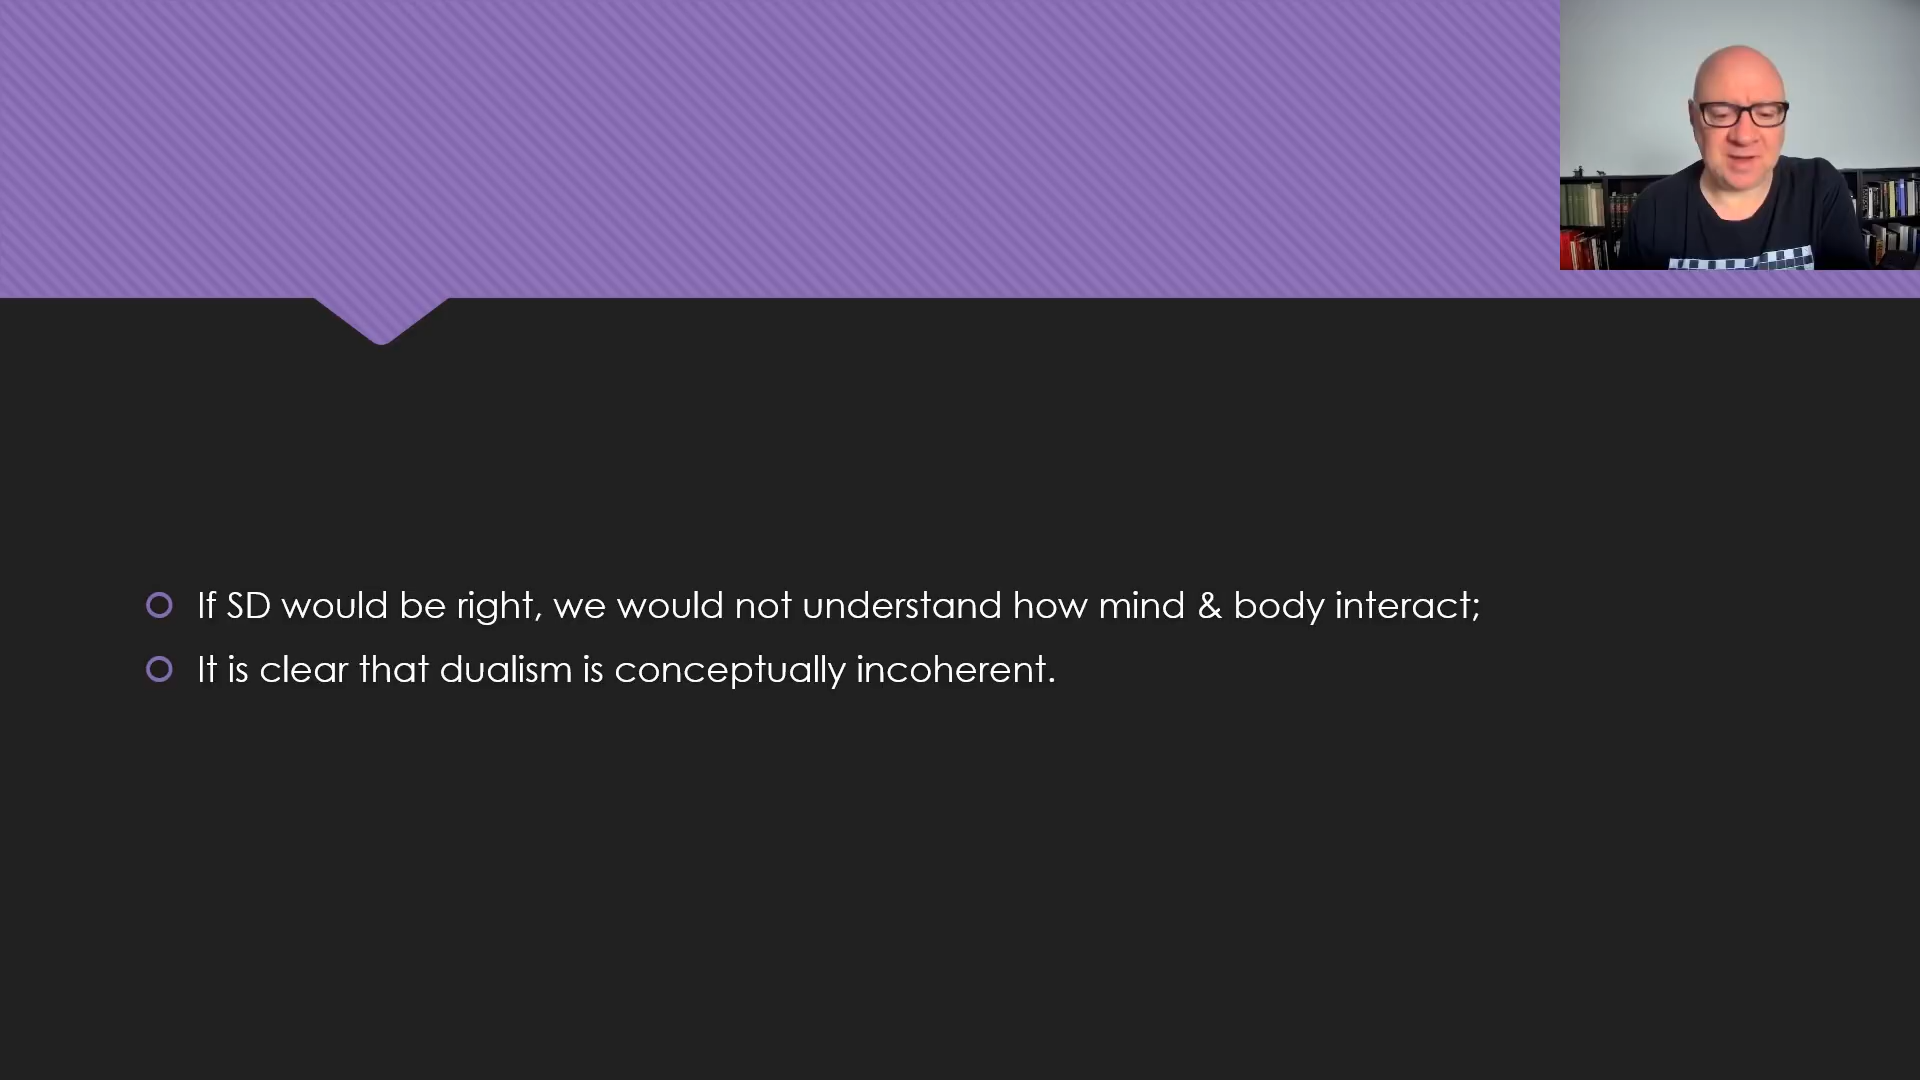 If SD would be right, we would not understand how mind & body interact;
It is clear that dualism is conceptually incoherent.